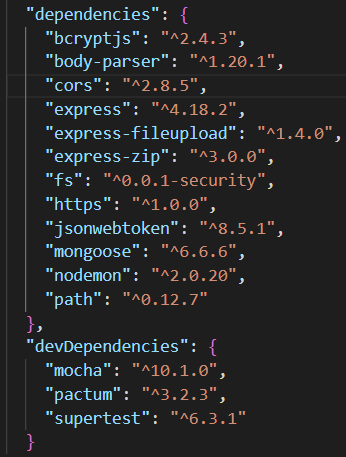 "dependencies": {
"bcryptjs": "^2.4.3",
"body-parser": "^1.20.1",
"cors": "^2.8.5",
"express": "^4.18.2",
"express-fileupload": "^1.4.0",
"express-zip": "^3.0.0",
"fs": "^0.0.1-security",
"https": "^1.0.0",
"jsonwebtoken": "^8.5.1",
"mongoose": "^6.6.6",
"nodemon": "^2.0.20",
"path": "^0.12.7"
},
"devDependencies": {
"mocha": "^10.1.0",
"pactum": "^3.2.3",
"supertest": "^6.3.1"
}